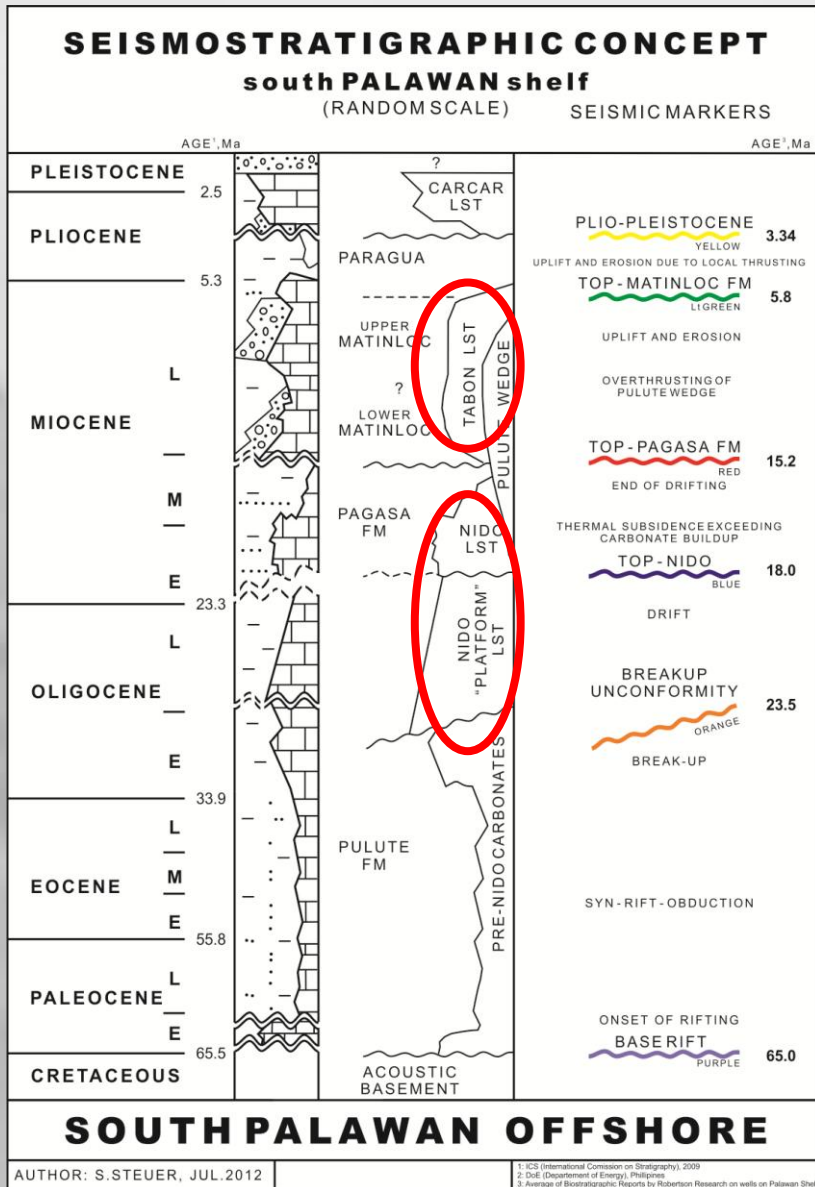 SEISMOSTRATIGRAPHIC CONCEPT
south PALAWAN shelf
(RANDOM SCALE)
SEISMIC MARKERS
AGE¹,Ma
AGE³,Ma
PLEISTOCENE
2.5
PLIOCENE
5.3
L
MIOCENE
M
E
23.3
L
OLIGOCENE
E
33.9
L
EOCENE
M
E
55.8
L
PALEOCENE
E
65.5
CRETACEOUS
?
CARCAR
LST
PARAGUA
UPPER
MATINLOC
?
LOWER
MATINLOC
TABON LST
PULUTE WEDGE
PAGASA
FM
NIDO
LST
NIDO
"PLATFORM"
LST
PRE-NIDO CARBONATES
PULUTE
FM
ACOUSTIC
BASEMENT
PLIO-PLEISTOCENE
3.34
YELLOW
UPLIFT AND EROSION DUE TO LOCAL THRUSTING
TOP-MATINLOC FM
5.8
LtGREEN
UPLIFT AND EROSION
OVERTHRUSTING OF
PULUTE WEDGE
TOP-PAGASA FM
15.2
RED
END OF DRIFTING
THERMAL SUBSIDENCE EXCEEDING
CARBONATE BUILDUP
TOP-NIDO
18.0
BLUE
DRIFT
BREAKUP
UNCONFORMITY
23.5
ORANGE
BREAK-UP
SYN-RIFT-OBDUCTION
ONSET OF RIFTING
BASE RIFT
65.0
PURPLE
SOUTH PALAWAN OFFSHORE
AUTHOR: S.STEUER, JUL.2012
1: ICS (International Comission on Stratigraphy), 2009
2: DoE (Departement of Energy), Phillipines
3: Average of Biostratigraphic Reports by Robertson Research on wells on Palawan Shel